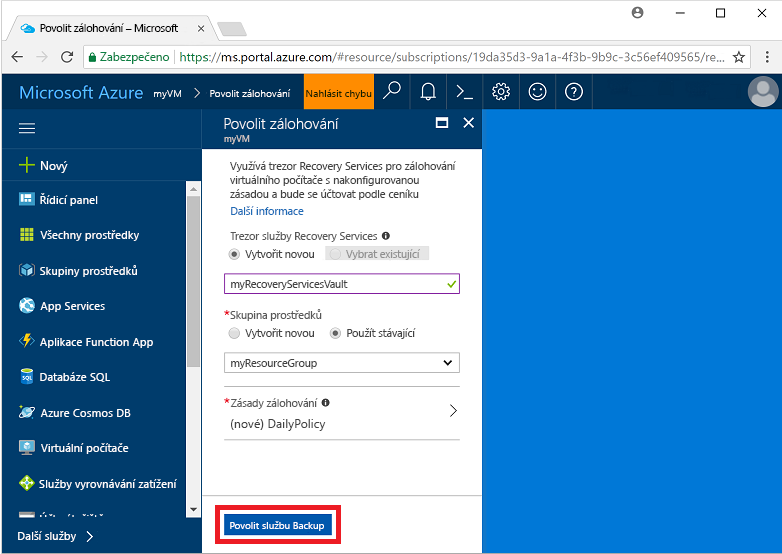 Povolit zálohování – Microsoft
Zabezpečeno
https://ms.portal.azure.com/#resource/subscriptions/19da35d3-9a1a-4f3b-9b9c-3c56ef409565/re...
Microsoft Azure myVM > Povolit zálohování
Nahlásit chybu
Nový
Řídicí panel
Všechny prostředky
Skupiny prostředků
App Services
Aplikace Function App
Databáze SQL
Azure Cosmos DB
Virtuální počítače
Služby vyrovnávání zatížení
Další služby
Povolit zálohování
myVM
Využívá trezor Recovery Services pro zálohování
virtuálního počítače s nakonfigurovanou
zásadou a bude se účtovat podle ceníku
Další informace
Trezor služby Recovery Services
Vytvořit novou Vybrat existující
myRecoveryServicesVault
*Skupina prostředků
Vytvořit novou Použít stávající
myResourceGroup
*Zásady zálohování
(nové) DailyPolicy
Povolit službu Backup